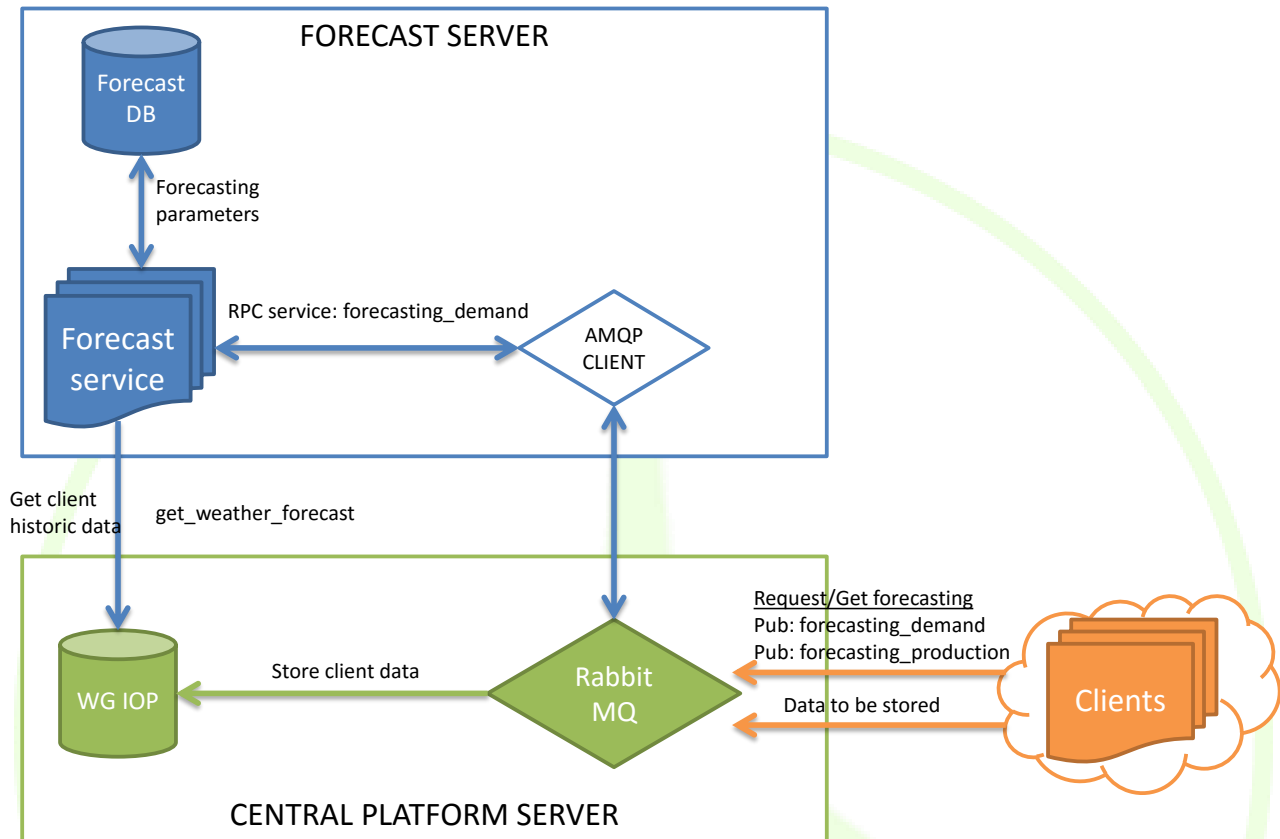 FORECAST SERVER
Forecast
DB
Forecasting
parameters
RPC service: forecasting_demand
Forecast
service
AMQP
CLIENT
Get client
historic data
get_weather_forecast
Request/Get forecasting
Pub: forecasting_demand
Pub: forecasting_production
Store client data
WG IOP
Rabbit
MQ
Data to be stored
Clients
CENTRAL PLATFORM SERVER